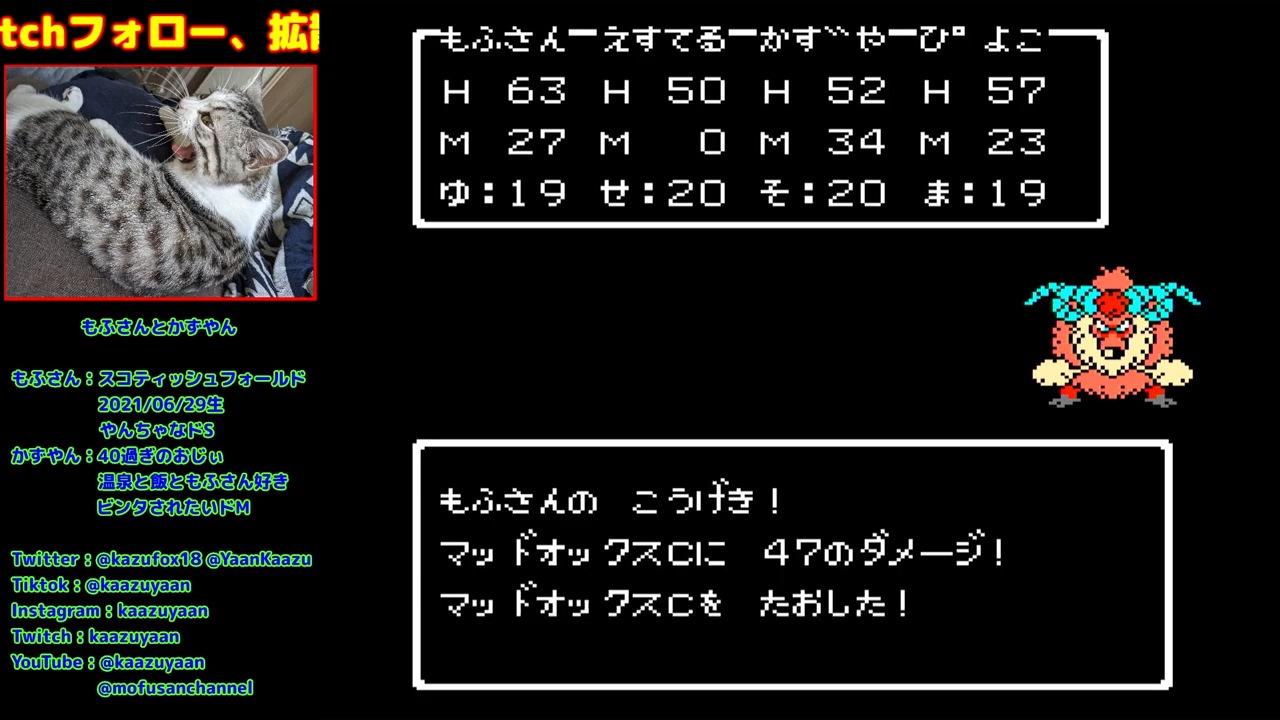 tchフォロー、拡散
もふさんとかずやん
もふさん：スコティッシュフォールド
2021/06/29生
やんちゃなドS
かずやん：40過ぎのおじぃ
温泉と飯ともふさん好き
ビンタされたいドM
Twitter：@kazufox18 @YaanKaazu
Tiktok：@kaazuyaan
Instagram：kaazuyaan
Twitch：kaazuyaan
YouTube：@kaazuyaan
@mofusanchannel
もふさん えすてる かずや ぴよこ
H 63 H 50 H 52 H 57
M 27 M 0 M 34 M 23
ゆ:19 せ:20 そ:20 ま:19
もふさんの こうげき！
マッドオックスCに 47のダメージ！
マッドオックスCを たおした！